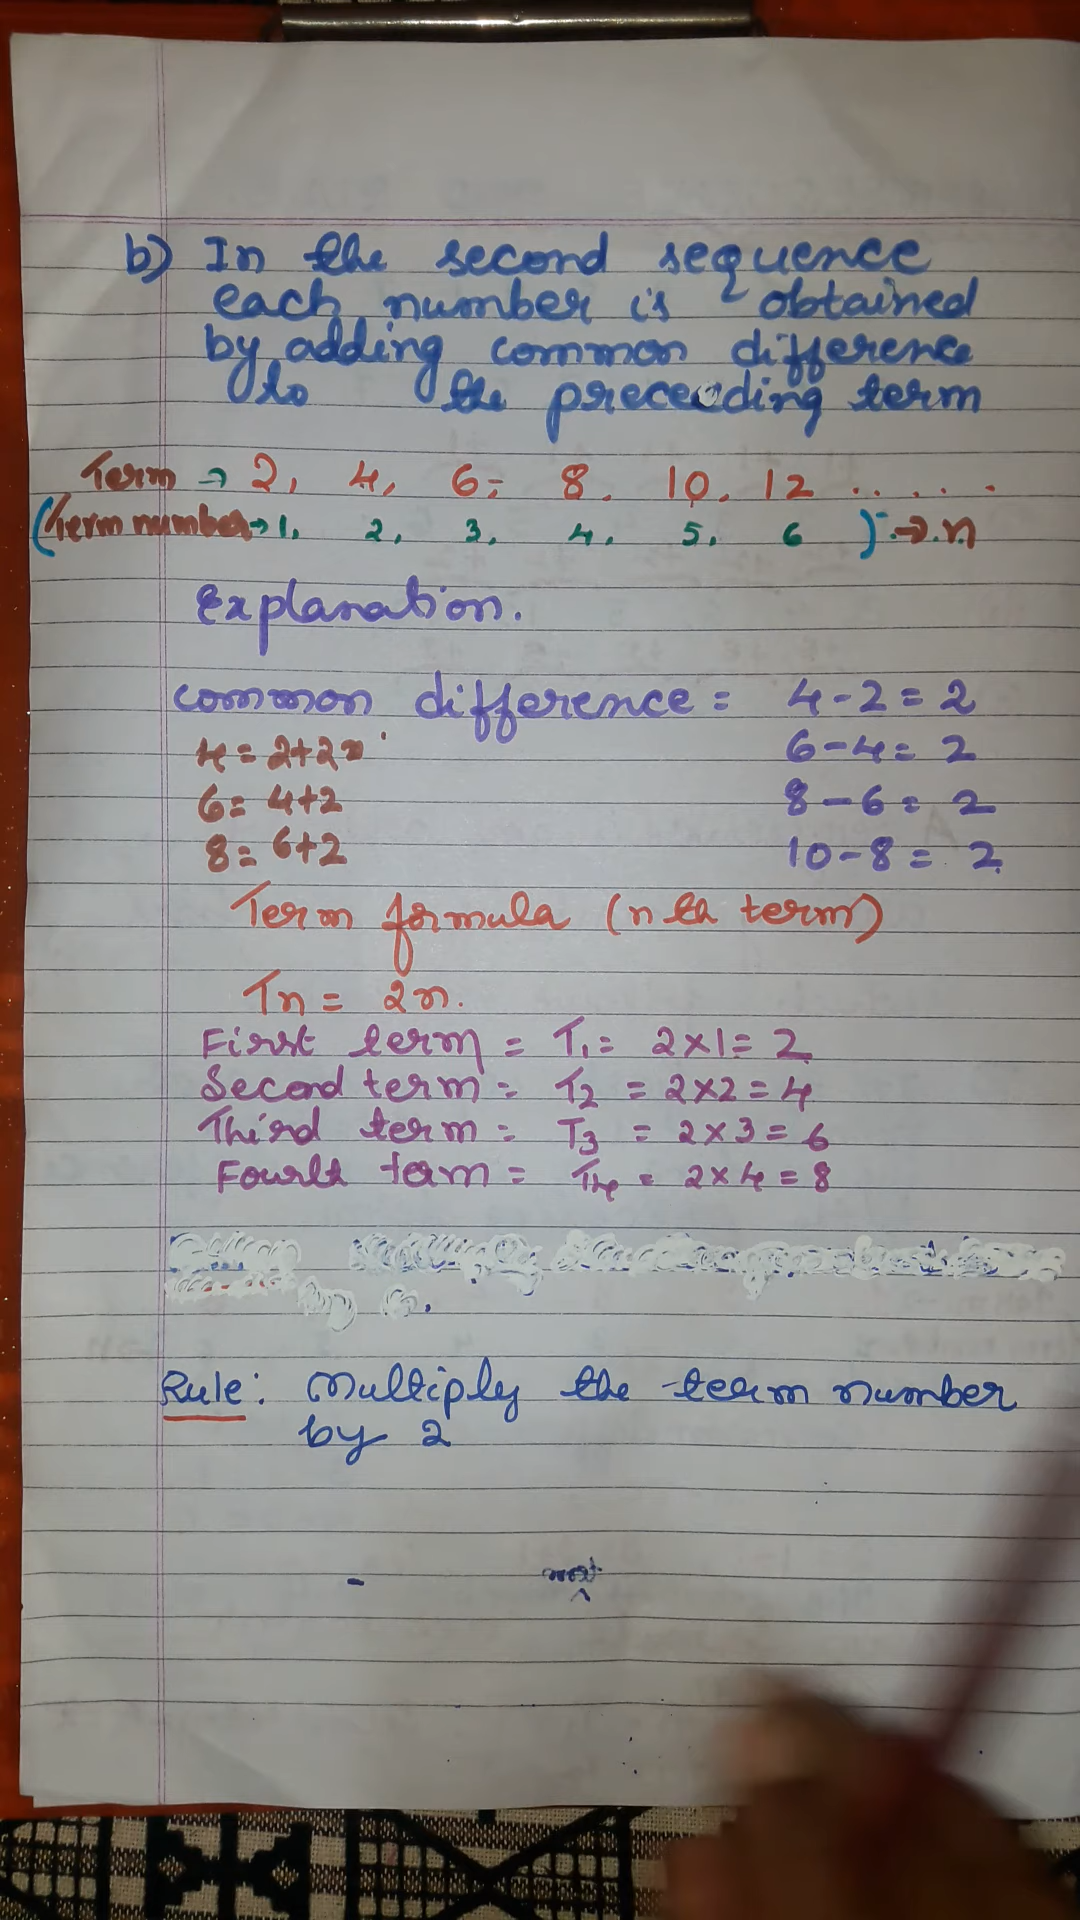 b) In the second sequence
each number is obtained
by adding common difference
to the preceeding term
Term → 2, 4, 6, 8, 10, 12 ......
(Term number → 1, 2, 3, 4, 5, 6 ) → n
Explanation.
common difference = 4 - 2 = 2
4 = 2+2 6 - 4 = 2
6 = 4+2 8 - 6 = 2
8 = 6+2 10 - 8 = 2
Term formula (nth term)
Tn = 2n.
First term = T1 = 2×1 = 2
Second term = T2 = 2×2 = 4
Third term = T3 = 2×3 = 6
Fourth term = T4 = 2×4 = 8
Rule: Multiply the term number
by 2